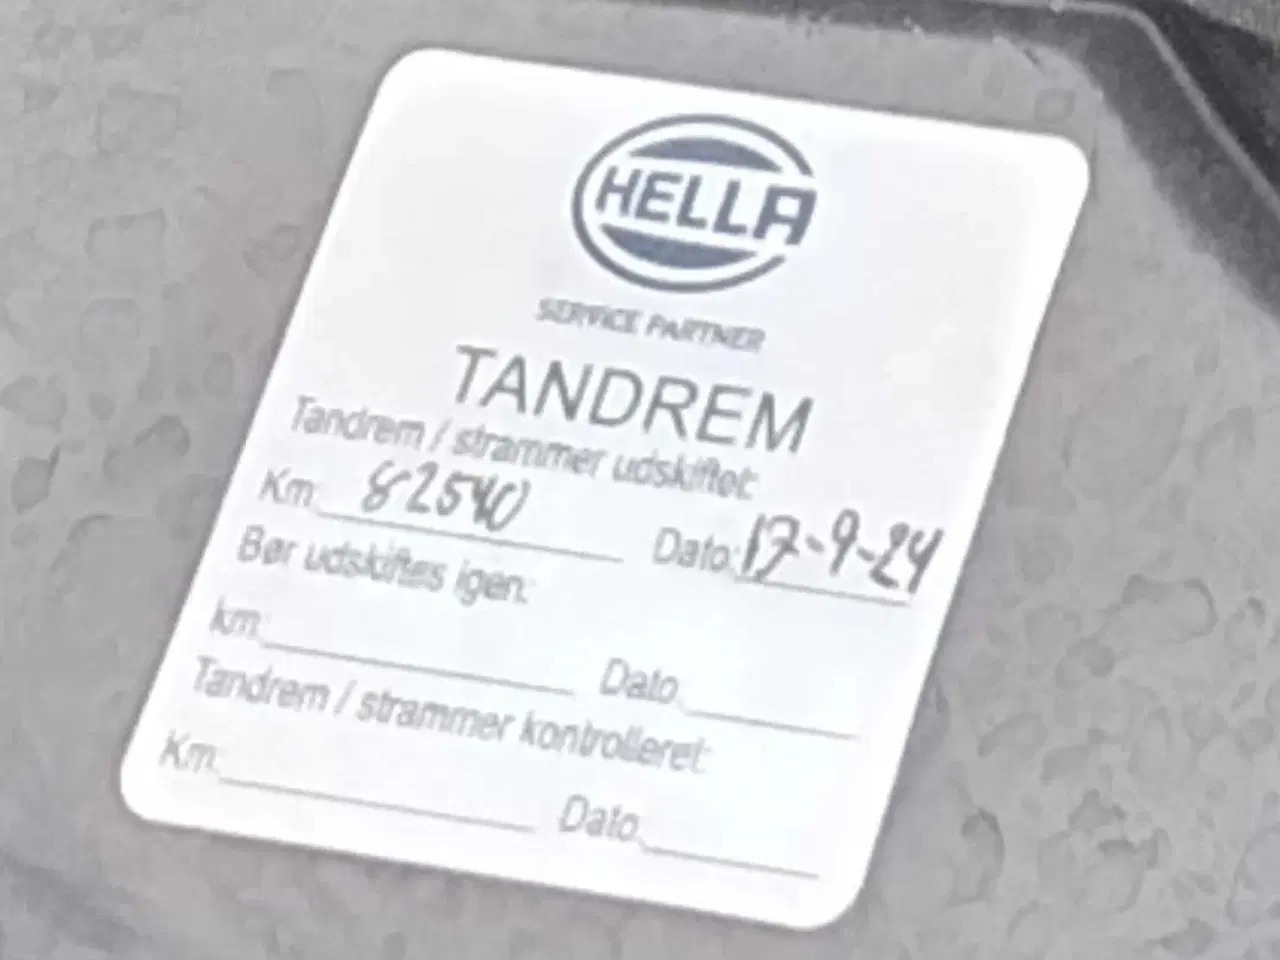 HELLA
SERVICE PARTNER
TANDREM
Tandrem / strammer udskiftet:
Km: 82540 Dato: 17-9-24
Bør udskiftes igen:
km: Dato
Tandrem / strammer kontrolleret:
Km: Dato